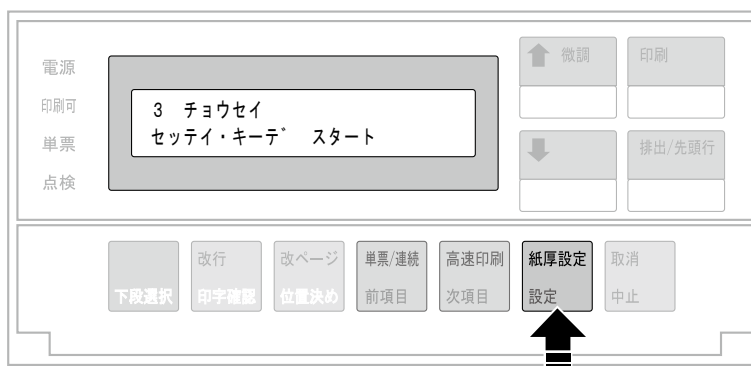 電源
印刷可
単票
点検
3 チョウセイ
セッテイ・キーデ スタート
微調
印刷
排出/先頭行
下段選択
改行
印字確認
改ページ
位置決め
単票/連続
前項目
高速印刷
次項目
紙厚設定
設定
取消
中止